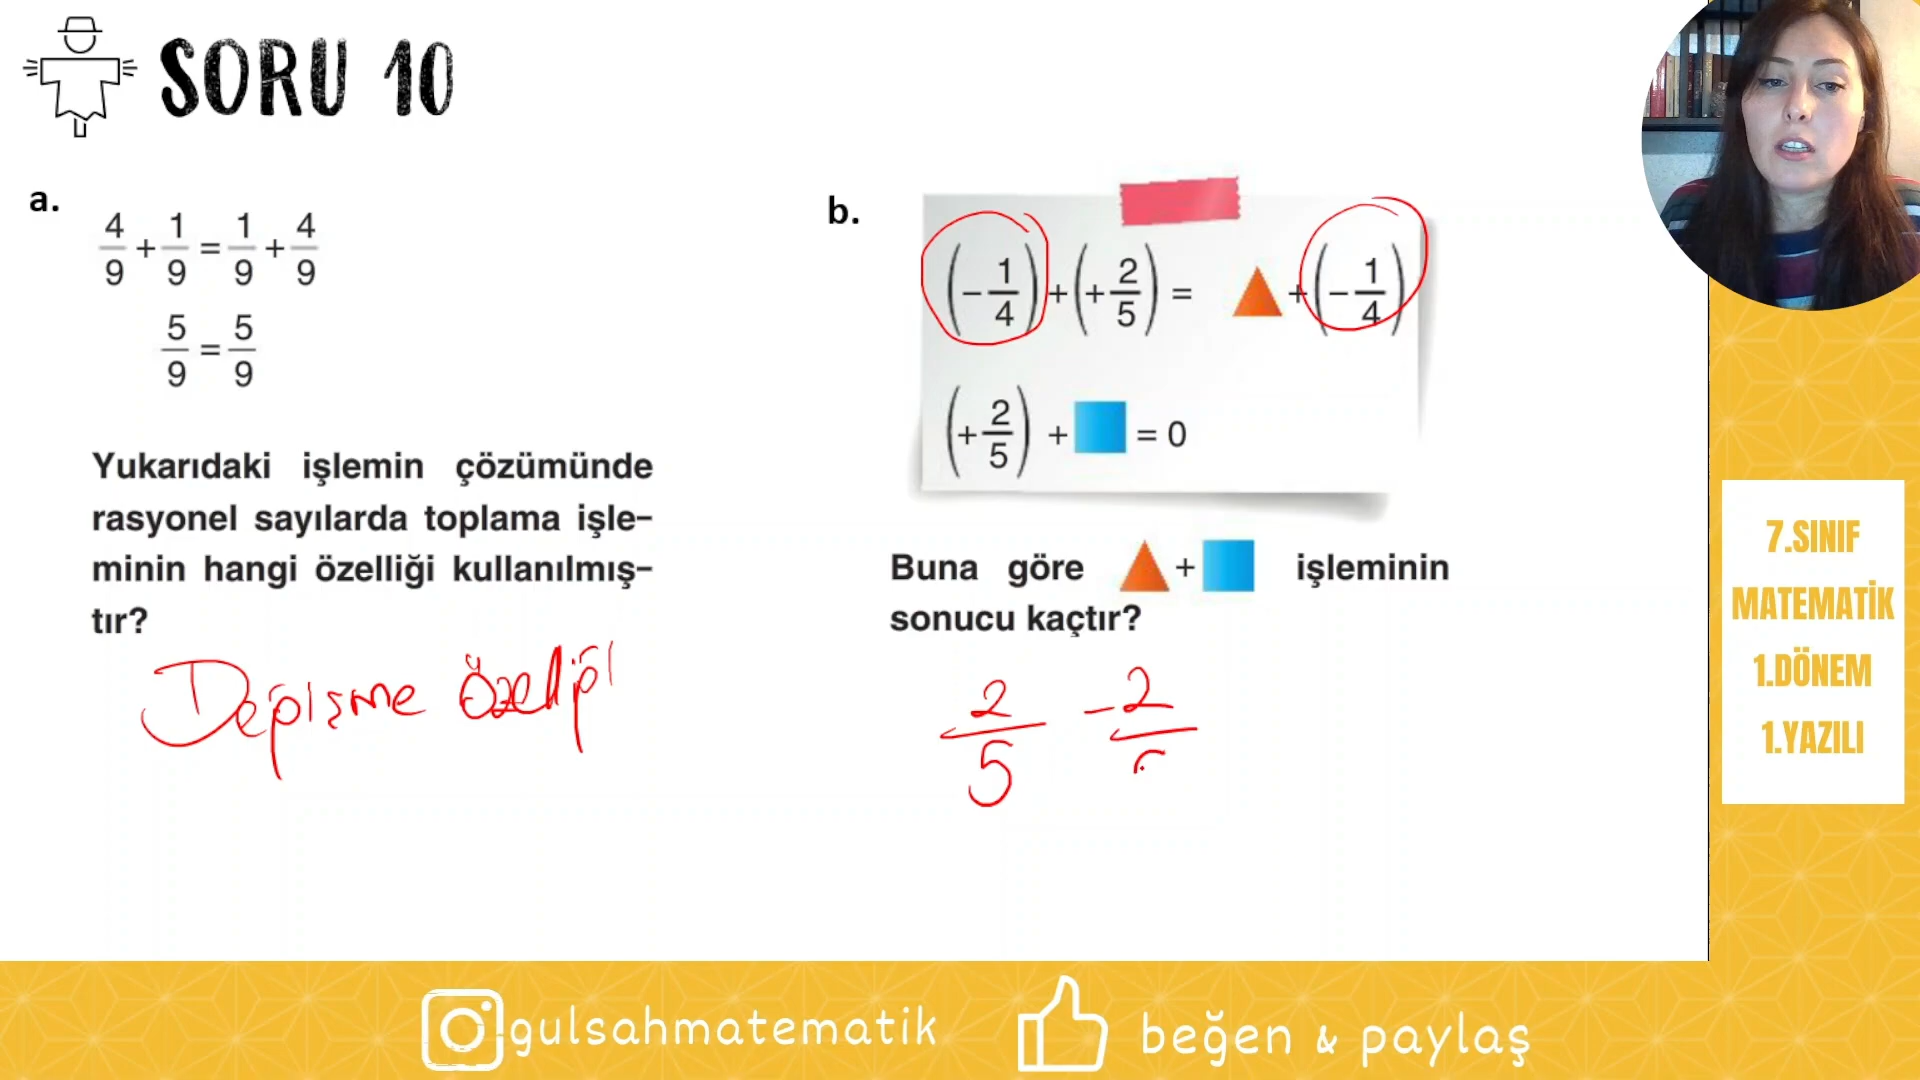 SORU 10
a.
4/9 + 1/9 = 1/9 + 4/9
5/9 = 5/9
Yukarıdaki işlemin çözümünde
rasyonel sayılarda toplama işle-
minin hangi özelliği kullanılmış-
tır?
Değişme Özelliği
b.
(-1/4) + (+2/5) = ▲ + (-1/4)
(+2/5) + ■ = 0
Buna göre ▲ + ■ işleminin
sonucu kaçtır?
2/5 -2/
7.SINIF
MATEMATİK
1.DÖNEM
1.YAZILI
gulsahmatematik
beğen & paylaş